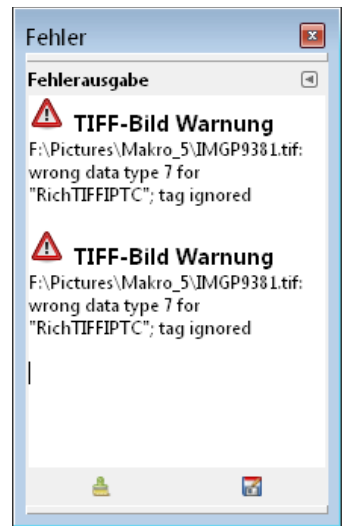 Fehler
Fehlerausgabe
TIFF-Bild Warnung
F:\Pictures\Makro_5\IMGP9381.tif:
wrong data type 7 for
"RichTIFFIPTC"; tag ignored
TIFF-Bild Warnung
F:\Pictures\Makro_5\IMGP9381.tif:
wrong data type 7 for
"RichTIFFIPTC"; tag ignored